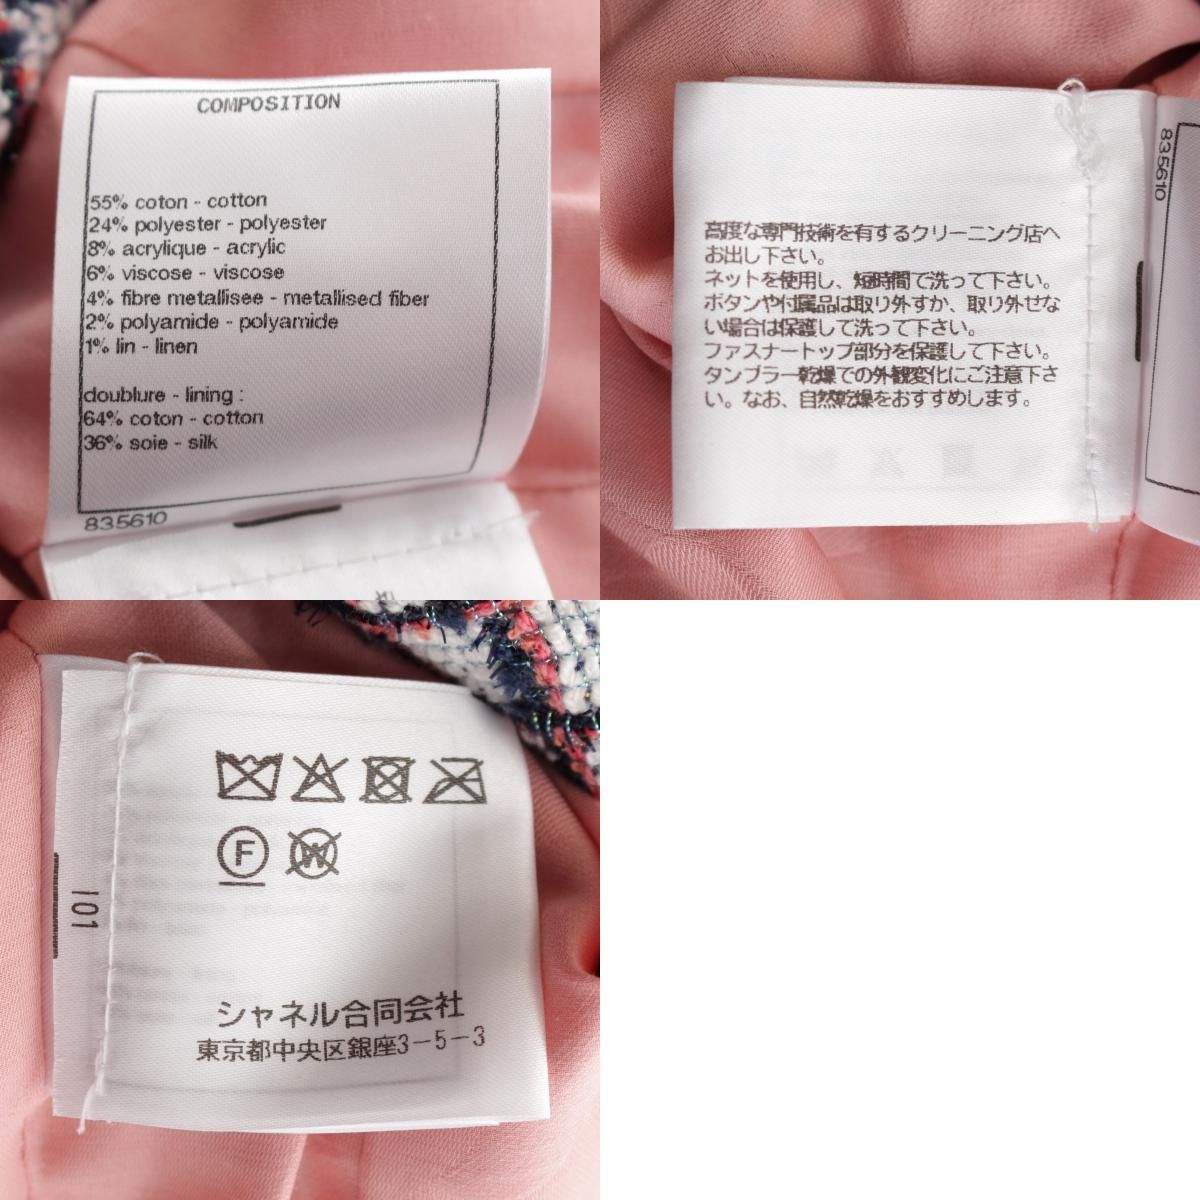 COMPOSITION
55% coton - cotton
24% polyester - polyester
8% acrylique - acrylic
6% viscose - viscose
4% fibre metallisee - metallised fiber
2% polyamide - polyamide
1% lin - linen
doublure - lining :
64% coton - cotton
36% soie - silk
835610
高度な専門技術を有するクリーニング店へ
お出し下さい。
ネットを使用し、短時間で洗って下さい。
ボタンや付属品は取り外すか、取り外せな
い場合は保護して洗って下さい。
ファスナートップ部分を保護して下さい。
タンブラー乾燥での外観変化にご注意下さ
い。なお、自然乾燥をおすすめします。
835610
F
W
I01
シャネル合同会社
東京都中央区銀座3-5-3